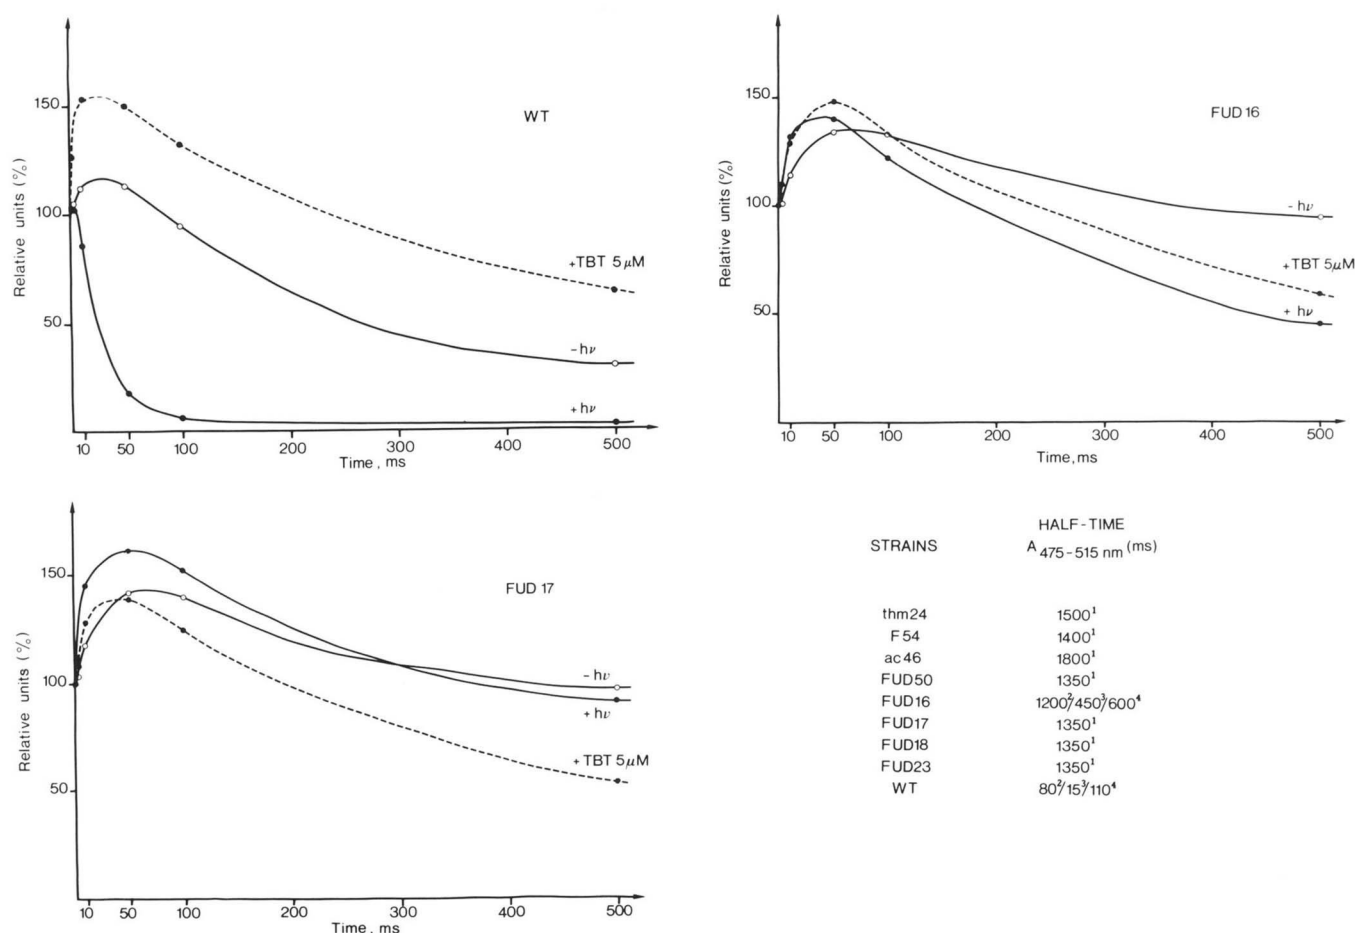 WT
Relative units (%)
150
100
50
+TBT 5 μM
-hν
+hν
10 50 100 200 300 400 500
Time, ms
FUD 16
Relative units (%)
150
100
50
-hν
+TBT 5μM
+ hν
10 50 100 200 300 400 500
Time, ms
FUD 17
Relative units (%)
150
100
50
-hν
+hν
+TBT 5μM
10 50 100 200 300 400 500
Time, ms
HALF-TIME
STRAINS A 475-515 nm (ms)
thm24 1500¹
F54 1400¹
ac46 1800¹
FUD50 1350¹
FUD16 1200²/450³/600⁴
FUD17 1350¹
FUD18 1350¹
FUD23 1350¹
WT 80²/15³/110⁴